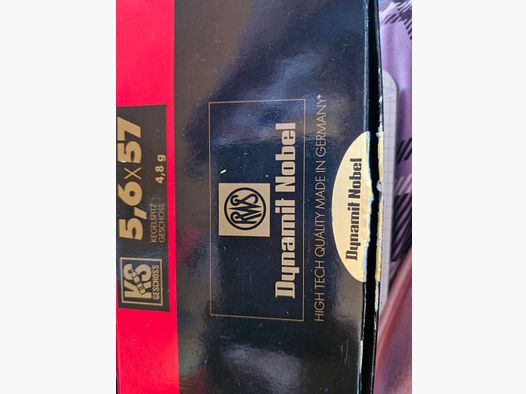 KS
GESCHOSS
5,6x57
KEGELSPITZ
GESCHOSS 4,8 g
RWS
Dynamit Nobel
HIGH TECH QUALITY MADE IN GERMANY*
Dynamit Nobel